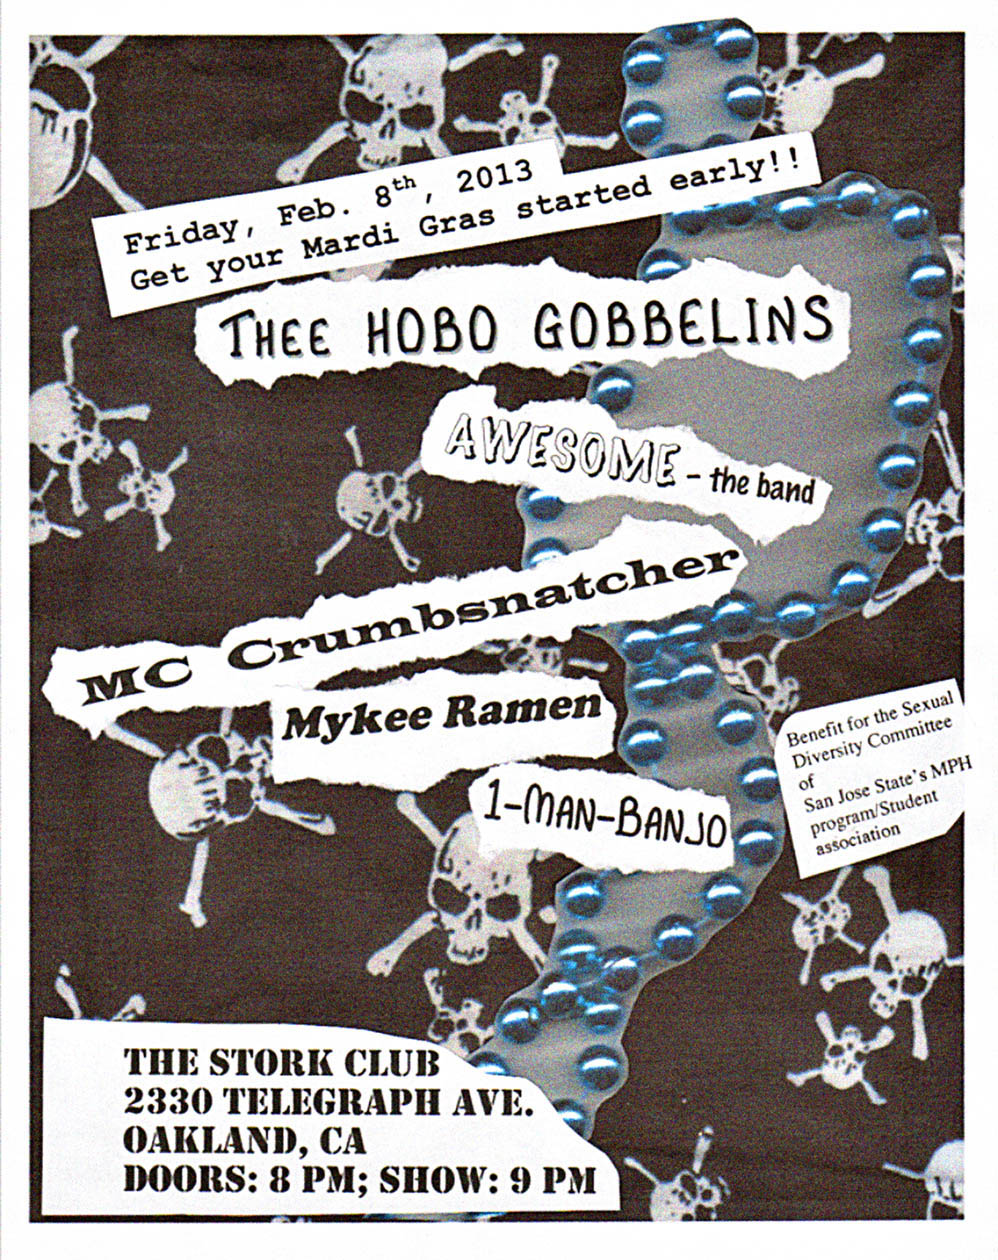 Friday, Feb. 8th, 2013
Get your Mardi Gras started early!!
THEE HOBO GOBBELINS
AWESOME - the band
MC Crumbsnatcher
Mykee Ramen
1-MAN-BANJO
Benefit for the Sexual
Diversity Committee
of
San Jose State's MPH
program/Student
association
THE STORK CLUB
2330 TELEGRAPH AVE.
OAKLAND, CA
DOORS: 8 PM; SHOW: 9 PM